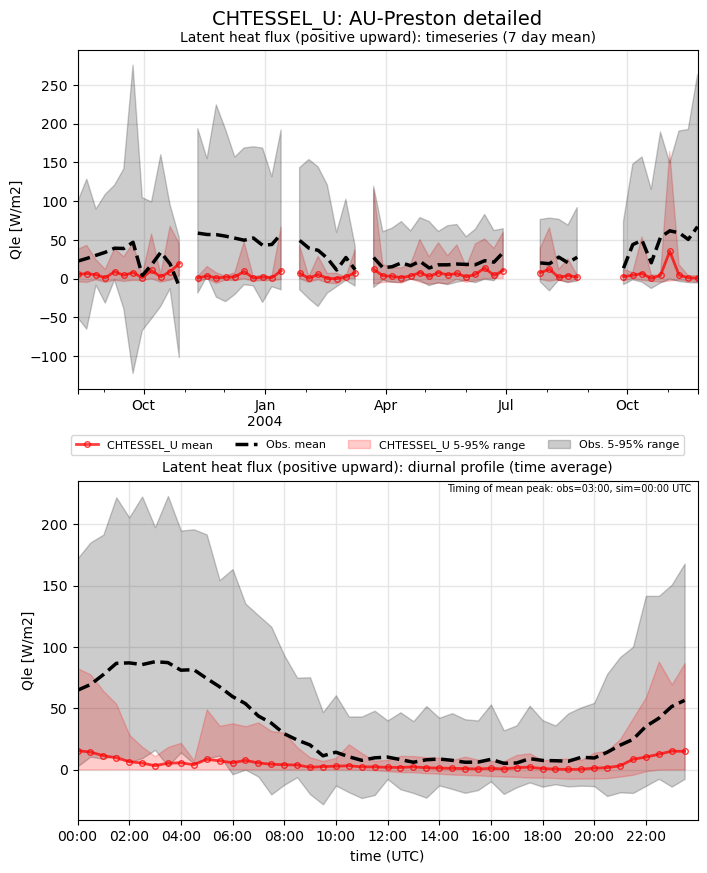 CHTESSEL_U: AU-Preston detailed
Latent heat flux (positive upward): timeseries (7 day mean)
250
200
150
100
50
0
−50
−100
Qle [W/m2]
Oct
Jan
2004
Apr
Jul
Oct
CHTESSEL_U mean
Obs. mean
CHTESSEL_U 5-95% range
Obs. 5-95% range
Latent heat flux (positive upward): diurnal profile (time average)
Timing of mean peak: obs=03:00, sim=00:00 UTC
200
150
100
50
0
Qle [W/m2]
00:00
02:00
04:00
06:00
08:00
10:00
12:00
14:00
16:00
18:00
20:00
22:00
time (UTC)